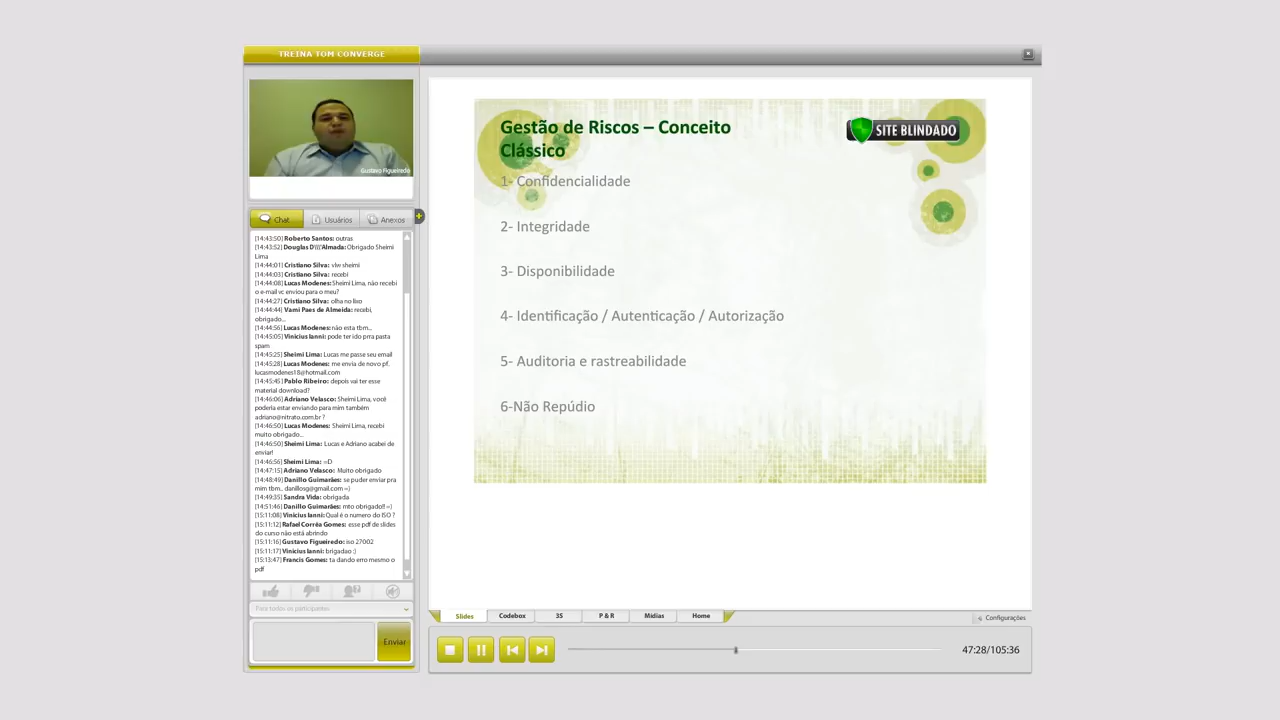 TREINA TOM CONVERGE
Gustavo Figueiredo
Chat
Usuários
Anexos
[14:43:50] Roberto Santos: outras
[14:43:52] Douglas D\\\'Almada: Obrigado Sheimi
Lima
[14:44:01] Cristiano Silva: vlw sheimi
[14:44:03] Cristiano Silva: recebi
[14:44:08] Lucas Modenes: Sheimi Lima, não recebi
o e-mail vc enviou para o meu?
[14:44:27] Cristiano Silva: olha no lixo
[14:44:44] Vami Paes de Almeida: recebi,
obrigado...
[14:44:56] Lucas Modenes: não esta tbm...
[14:45:05] Vinicius Ianni: pode ter ido prra pasta
spam
[14:45:25] Sheimi Lima: Lucas me passe seu email
[14:45:28] Lucas Modenes: me envia de novo pf.
lucasmodenes18@hotmail.com
[14:45:45] Pablo Ribeiro: depois vai ter esse
material download?
[14:46:06] Adriano Velasco: Sheimi Lima, você
poderia estar enviando para mim também
adriano@nitrato.com.br ?
[14:46:50] Lucas Modenes: Sheimi Lima, recebi
muito obrigado...
[14:46:50] Sheimi Lima: Lucas e Adriano acabei de
enviar!
[14:46:56] Sheimi Lima: =D
[14:47:15] Adriano Velasco: Muito obrigado
[14:48:49] Danillo Guimarães: se puder enviar pra
mim tbm.. danillosg@gmail.com =)
[14:49:35] Sandra Vida: obrigada
[14:51:46] Danillo Guimarães: mto obrigado!! =)
[15:11:08] Vinicius Ianni: Qual é o numero do ISO ?
[15:11:12] Rafael Corrêa Gomes: esse pdf de slides
do curso não está abrindo
[15:11:16] Gustavo Figueiredo: iso 27002
[15:11:17] Vinicius Ianni: brigadao ;)
[15:13:47] Francis Gomes: ta dando erro mesmo o
pdf
Para todos os participantes
Enviar
Gestão de Riscos – Conceito
Clássico
SITE BLINDADO
1- Confidencialidade
2- Integridade
3- Disponibilidade
4- Identificação / Autenticação / Autorização
5- Auditoria e rastreabilidade
6-Não Repúdio
Slides
Codebox
3S
P & R
Mídias
Home
Configurações
47:28/105:36